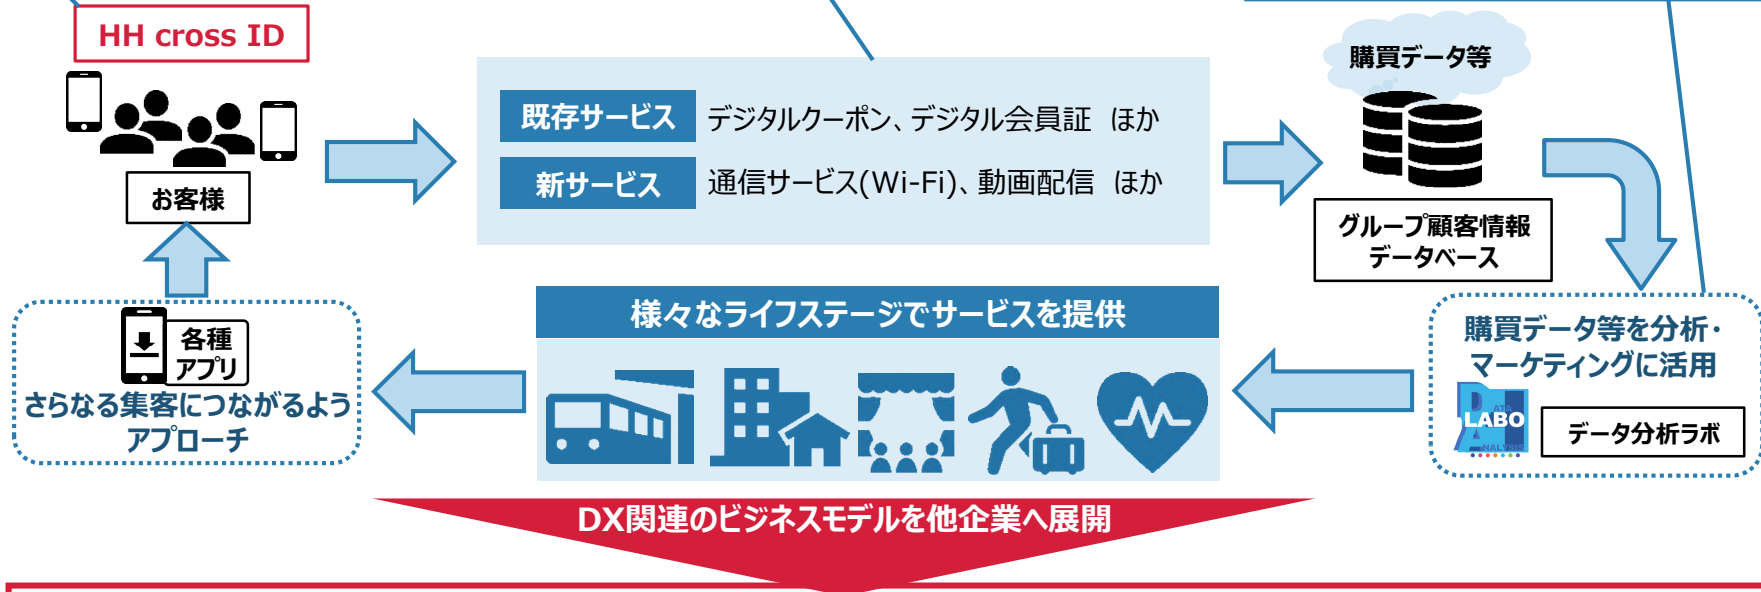 HH cross ID
お客様
既存サービス デジタルクーポン、デジタル会員証 ほか
新サービス 通信サービス(Wi-Fi)、動画配信 ほか
購買データ等
グループ顧客情報
データベース
購買データ等を分析・
マーケティングに活用
DATA
LABO
ANALYSIS
データ分析ラボ
様々なライフステージでサービスを提供
各種
アプリ
さらなる集客につながるよう
アプローチ
DX関連のビジネスモデルを他企業へ展開